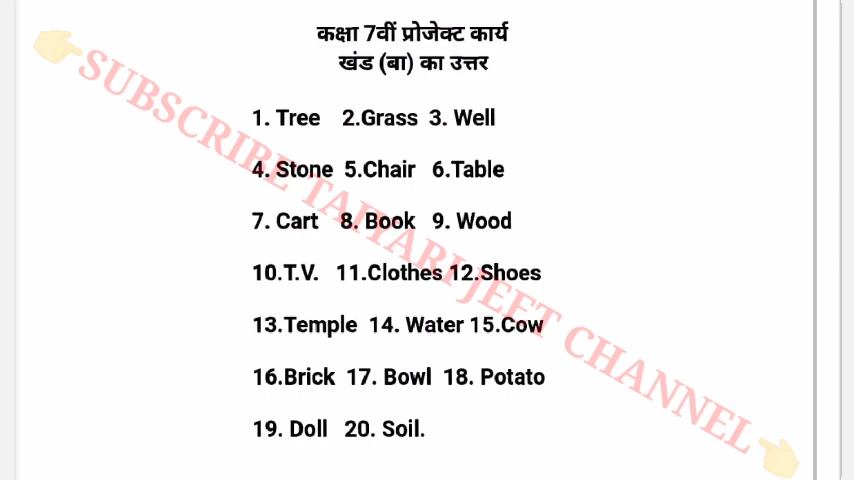 कक्षा 7वीं प्रोजेक्ट कार्य
खंड (बा) का उत्तर
1. Tree 2.Grass 3. Well
4. Stone 5.Chair 6.Table
7. Cart 8. Book 9. Wood
10.T.V. 11.Clothes 12.Shoes
13.Temple 14. Water 15.Cow
16.Brick 17. Bowl 18. Potato
19. Doll 20. Soil.
SUBSCRIBE TAIYARI JEET CHANNEL